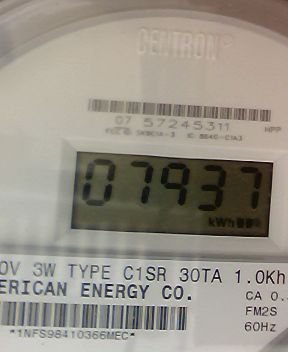 CENTRON
07 57245311
07937
kWh
0V 3W TYPE C1SR 30TA 1.0Kh
ERICAN ENERGY CO.
CA 0.
FM2S
*1NFS98410366MEC*
60Hz